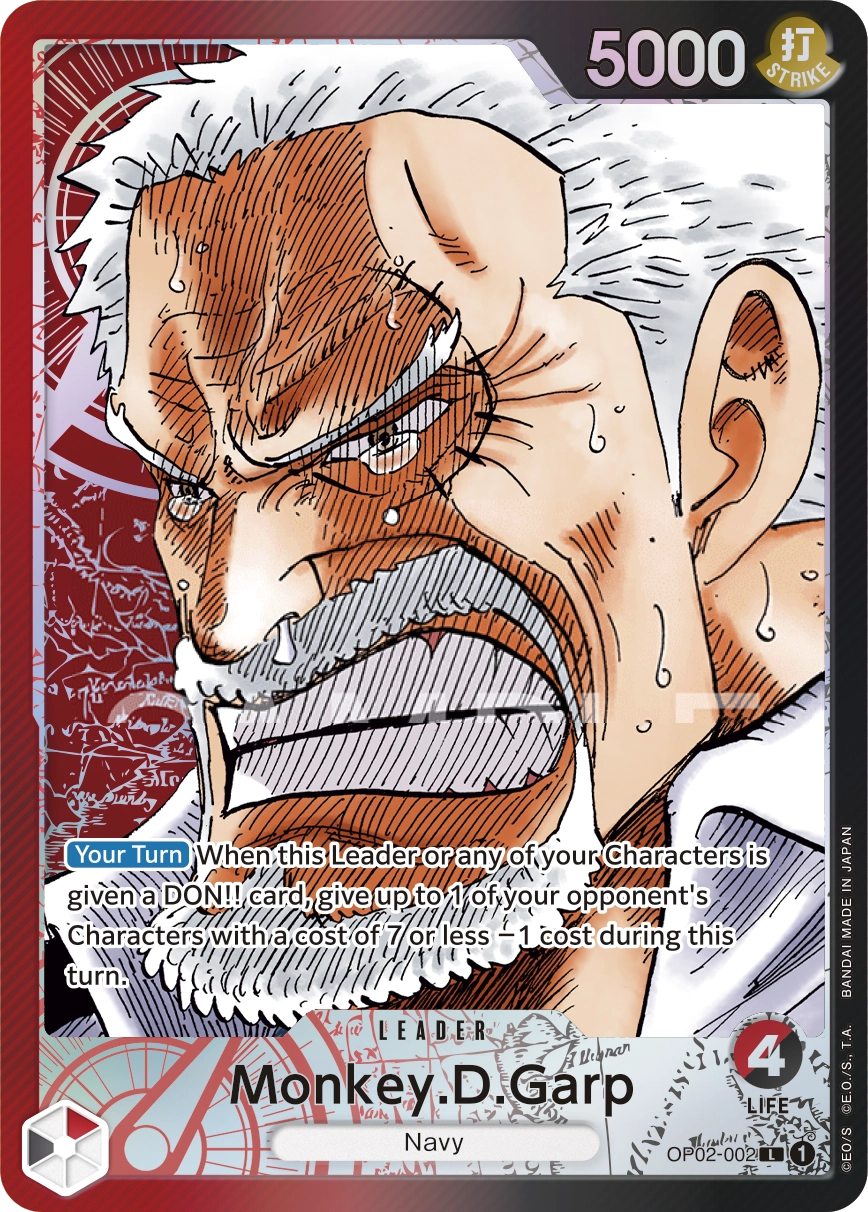 5000
打
STRIKE
Your Turn When this Leader or any of your Characters is
given a DON!! card, give up to 1 of your opponent's
Characters with a cost of 7 or less −1 cost during this
turn.
LEADER
Monkey.D.Garp
Navy
4
LIFE
OP02-002 L 1
©E.O/S ©E.O./S., T.A. BANDAI MADE IN JAPAN